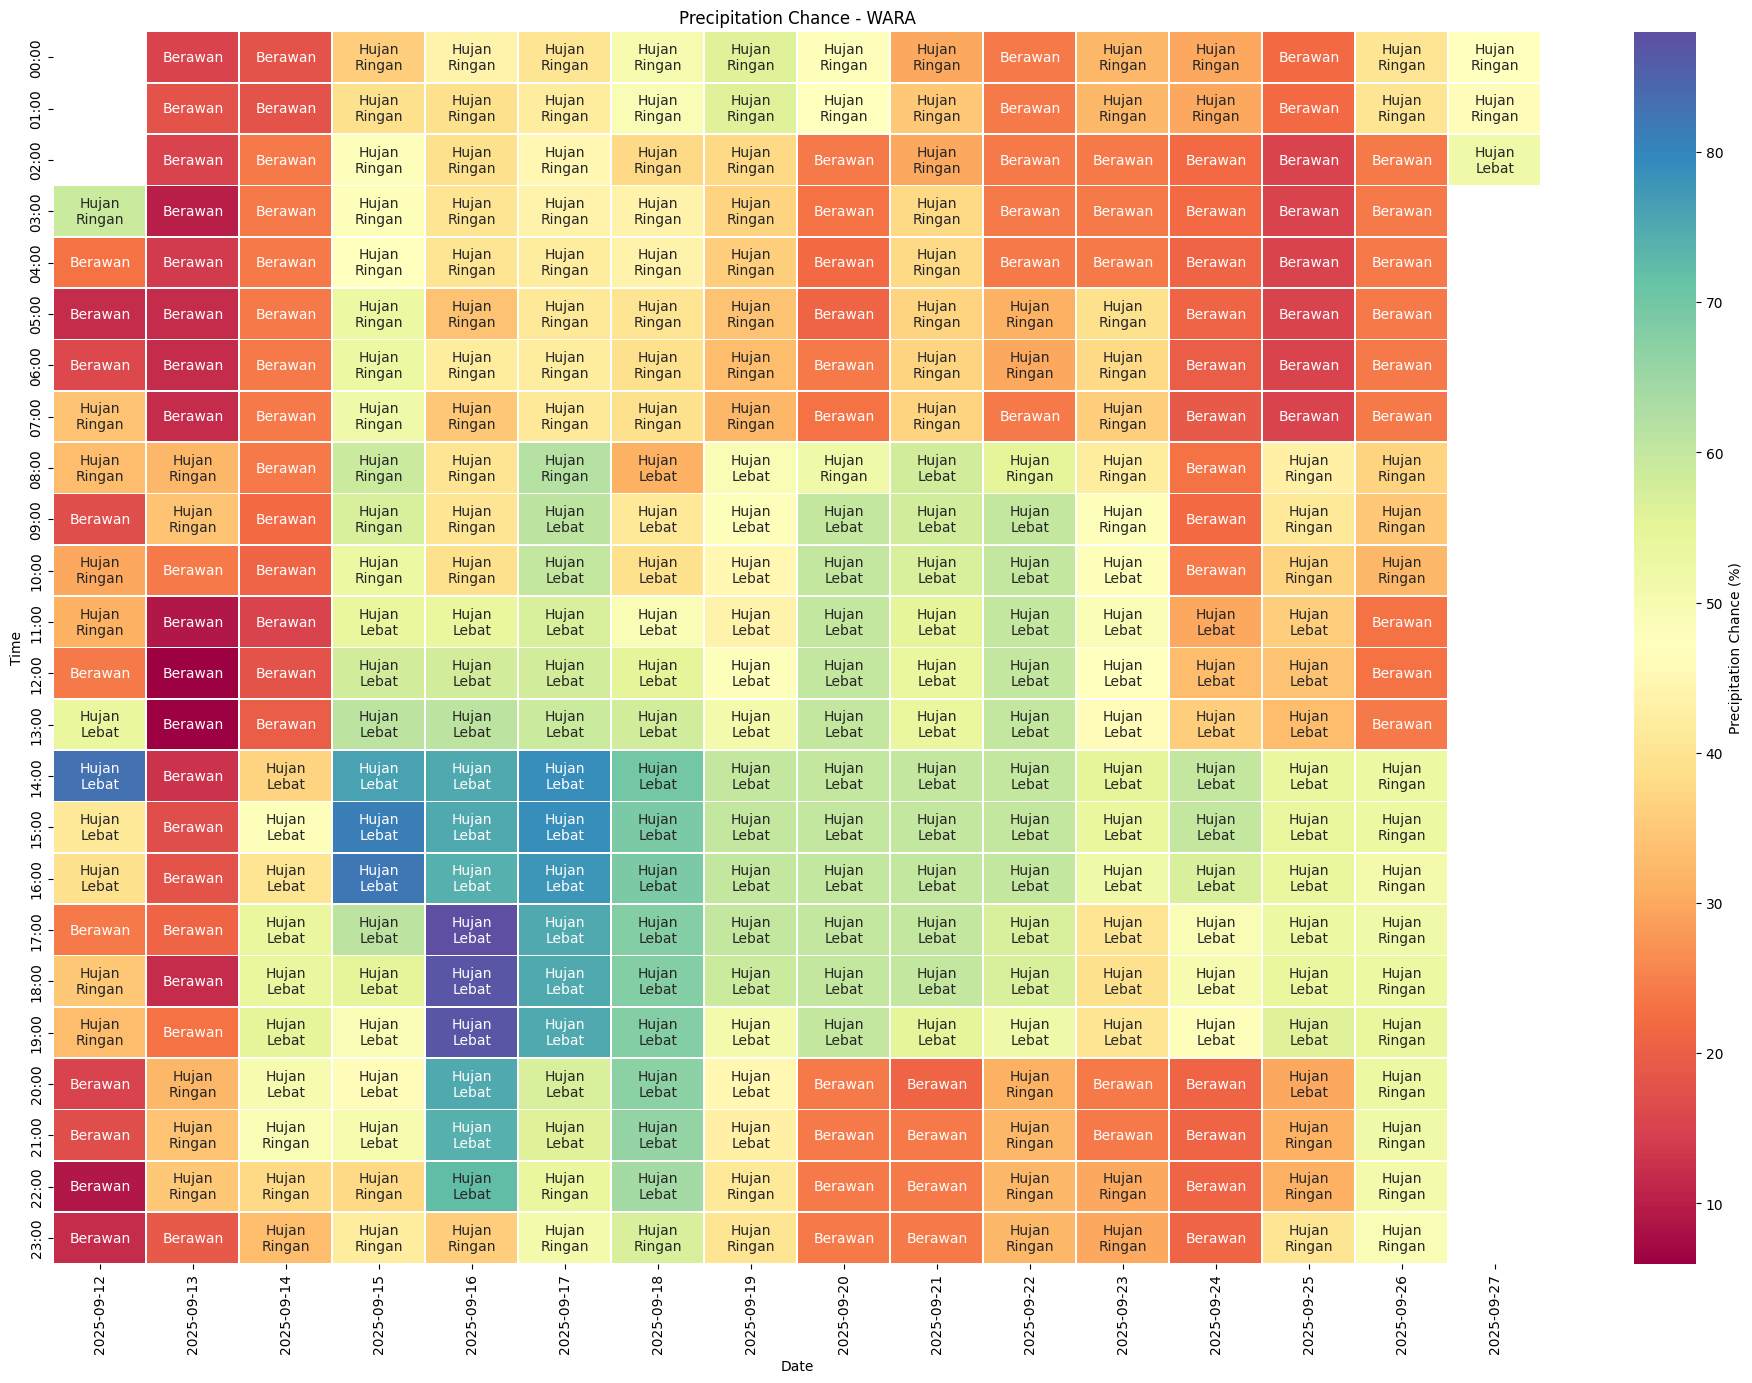 Precipitation Chance - WARA
00:00 Berawan Berawan Hujan Ringan Hujan Ringan Hujan Ringan Hujan Ringan Hujan Ringan Hujan Ringan Hujan Ringan Berawan Hujan Ringan Hujan Ringan Berawan Hujan Ringan Hujan Ringan
01:00 Berawan Berawan Hujan Ringan Hujan Ringan Hujan Ringan Hujan Ringan Hujan Ringan Hujan Ringan Hujan Ringan Berawan Hujan Ringan Hujan Ringan Berawan Hujan Ringan Hujan Ringan
02:00 Berawan Berawan Hujan Ringan Hujan Ringan Hujan Ringan Hujan Ringan Hujan Ringan Berawan Hujan Ringan Berawan Berawan Berawan Berawan Berawan Hujan Lebat
03:00 Hujan Ringan Berawan Berawan Hujan Ringan Hujan Ringan Hujan Ringan Hujan Ringan Hujan Ringan Berawan Hujan Ringan Berawan Berawan Berawan Berawan Berawan
04:00 Berawan Berawan Berawan Hujan Ringan Hujan Ringan Hujan Ringan Hujan Ringan Hujan Ringan Berawan Hujan Ringan Berawan Berawan Berawan Berawan Berawan
05:00 Berawan Berawan Berawan Hujan Ringan Hujan Ringan Hujan Ringan Hujan Ringan Hujan Ringan Berawan Hujan Ringan Hujan Ringan Hujan Ringan Berawan Berawan Berawan
06:00 Berawan Berawan Berawan Hujan Ringan Hujan Ringan Hujan Ringan Hujan Ringan Hujan Ringan Berawan Hujan Ringan Hujan Ringan Hujan Ringan Berawan Berawan Berawan
07:00 Hujan Ringan Berawan Berawan Hujan Ringan Hujan Ringan Hujan Ringan Hujan Ringan Hujan Ringan Berawan Hujan Ringan Berawan Hujan Ringan Berawan Berawan Berawan
08:00 Hujan Ringan Hujan Ringan Berawan Hujan Ringan Hujan Ringan Hujan Ringan Hujan Lebat Hujan Lebat Hujan Ringan Hujan Lebat Hujan Ringan Hujan Ringan Berawan Hujan Ringan Hujan Ringan
09:00 Berawan Hujan Ringan Berawan Hujan Ringan Hujan Ringan Hujan Lebat Hujan Lebat Hujan Lebat Hujan Lebat Hujan Lebat Hujan Lebat Hujan Ringan Berawan Hujan Ringan Hujan Ringan
10:00 Hujan Ringan Berawan Berawan Hujan Ringan Hujan Ringan Hujan Lebat Hujan Lebat Hujan Lebat Hujan Lebat Hujan Lebat Hujan Lebat Hujan Lebat Berawan Hujan Ringan Hujan Ringan
11:00 Hujan Ringan Berawan Berawan Hujan Lebat Hujan Lebat Hujan Lebat Hujan Lebat Hujan Lebat Hujan Lebat Hujan Lebat Hujan Lebat Hujan Lebat Hujan Lebat Hujan Lebat Berawan
12:00 Berawan Berawan Berawan Hujan Lebat Hujan Lebat Hujan Lebat Hujan Lebat Hujan Lebat Hujan Lebat Hujan Lebat Hujan Lebat Hujan Lebat Hujan Lebat Hujan Lebat Berawan
13:00 Hujan Lebat Berawan Berawan Hujan Lebat Hujan Lebat Hujan Lebat Hujan Lebat Hujan Lebat Hujan Lebat Hujan Lebat Hujan Lebat Hujan Lebat Hujan Lebat Hujan Lebat Berawan
14:00 Hujan Lebat Berawan Hujan Lebat Hujan Lebat Hujan Lebat Hujan Lebat Hujan Lebat Hujan Lebat Hujan Lebat Hujan Lebat Hujan Lebat Hujan Lebat Hujan Lebat Hujan Lebat Hujan Ringan
15:00 Hujan Lebat Berawan Hujan Lebat Hujan Lebat Hujan Lebat Hujan Lebat Hujan Lebat Hujan Lebat Hujan Lebat Hujan Lebat Hujan Lebat Hujan Lebat Hujan Lebat Hujan Lebat Hujan Ringan
16:00 Hujan Lebat Berawan Hujan Lebat Hujan Lebat Hujan Lebat Hujan Lebat Hujan Lebat Hujan Lebat Hujan Lebat Hujan Lebat Hujan Lebat Hujan Lebat Hujan Lebat Hujan Lebat Hujan Ringan
17:00 Berawan Berawan Hujan Lebat Hujan Lebat Hujan Lebat Hujan Lebat Hujan Lebat Hujan Lebat Hujan Lebat Hujan Lebat Hujan Lebat Hujan Lebat Hujan Lebat Hujan Lebat Hujan Ringan
18:00 Hujan Ringan Berawan Hujan Lebat Hujan Lebat Hujan Lebat Hujan Lebat Hujan Lebat Hujan Lebat Hujan Lebat Hujan Lebat Hujan Lebat Hujan Lebat Hujan Lebat Hujan Lebat Hujan Ringan
19:00 Hujan Ringan Berawan Hujan Lebat Hujan Lebat Hujan Lebat Hujan Lebat Hujan Lebat Hujan Lebat Hujan Lebat Hujan Lebat Hujan Lebat Hujan Lebat Hujan Lebat Hujan Lebat Hujan Ringan
20:00 Berawan Hujan Ringan Hujan Lebat Hujan Lebat Hujan Lebat Hujan Lebat Hujan Lebat Hujan Lebat Berawan Berawan Hujan Ringan Berawan Berawan Hujan Lebat Hujan Ringan
21:00 Berawan Hujan Ringan Hujan Ringan Hujan Lebat Hujan Lebat Hujan Lebat Hujan Lebat Hujan Lebat Berawan Berawan Hujan Ringan Berawan Berawan Hujan Ringan Hujan Ringan
22:00 Berawan Hujan Ringan Hujan Ringan Hujan Ringan Hujan Lebat Hujan Ringan Hujan Lebat Hujan Ringan Berawan Berawan Hujan Ringan Hujan Ringan Berawan Hujan Ringan Hujan Ringan
23:00 Berawan Berawan Hujan Ringan Hujan Ringan Hujan Ringan Hujan Ringan Hujan Ringan Hujan Ringan Berawan Berawan Hujan Ringan Hujan Ringan Berawan Hujan Ringan Hujan Ringan
Time
2025-09-12 2025-09-13 2025-09-14 2025-09-15 2025-09-16 2025-09-17 2025-09-18 2025-09-19 2025-09-20 2025-09-21 2025-09-22 2025-09-23 2025-09-24 2025-09-25 2025-09-26 2025-09-27
Date
80
70
60
50
40
30
20
10
Precipitation Chance (%)